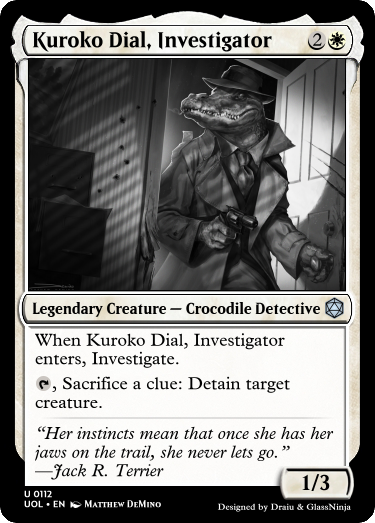 Kuroko Dial, Investigator 2
Legendary Creature — Crocodile Detective
When Kuroko Dial, Investigator
enters, Investigate.
, Sacrifice a clue: Detain target
creature.
“Her instincts mean that once she has her
jaws on the trail, she never lets go.”
—Jack R. Terrier
1/3
U 0112
UOL • EN Matthew DeMino
Designed by Draiu & GlassNinja